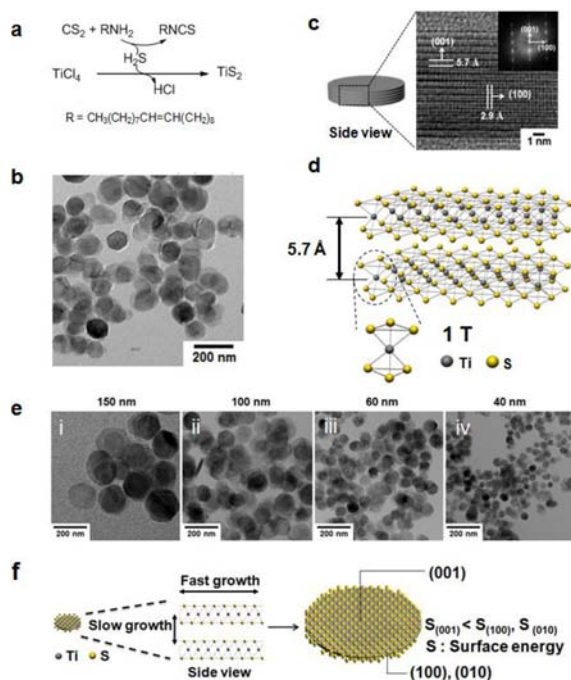 a
CS2 + RNH2 RNCS
H2S
TiCl4 TiS2
HCl
R = CH3(CH2)7CH=CH(CH2)8
b
200 nm
c
(001)
5.7 Å
(100)
2.9 Å
(001)
(100)
1 nm
Side view
d
5.7 Å
1 T
Ti S
e
150 nm 100 nm 60 nm 40 nm
i ii iii iv
200 nm 200 nm 200 nm 200 nm
f
Fast growth
Slow growth
Ti S
Side view
(001)
S(001) < S(100), S(010)
S : Surface energy
(100), (010)